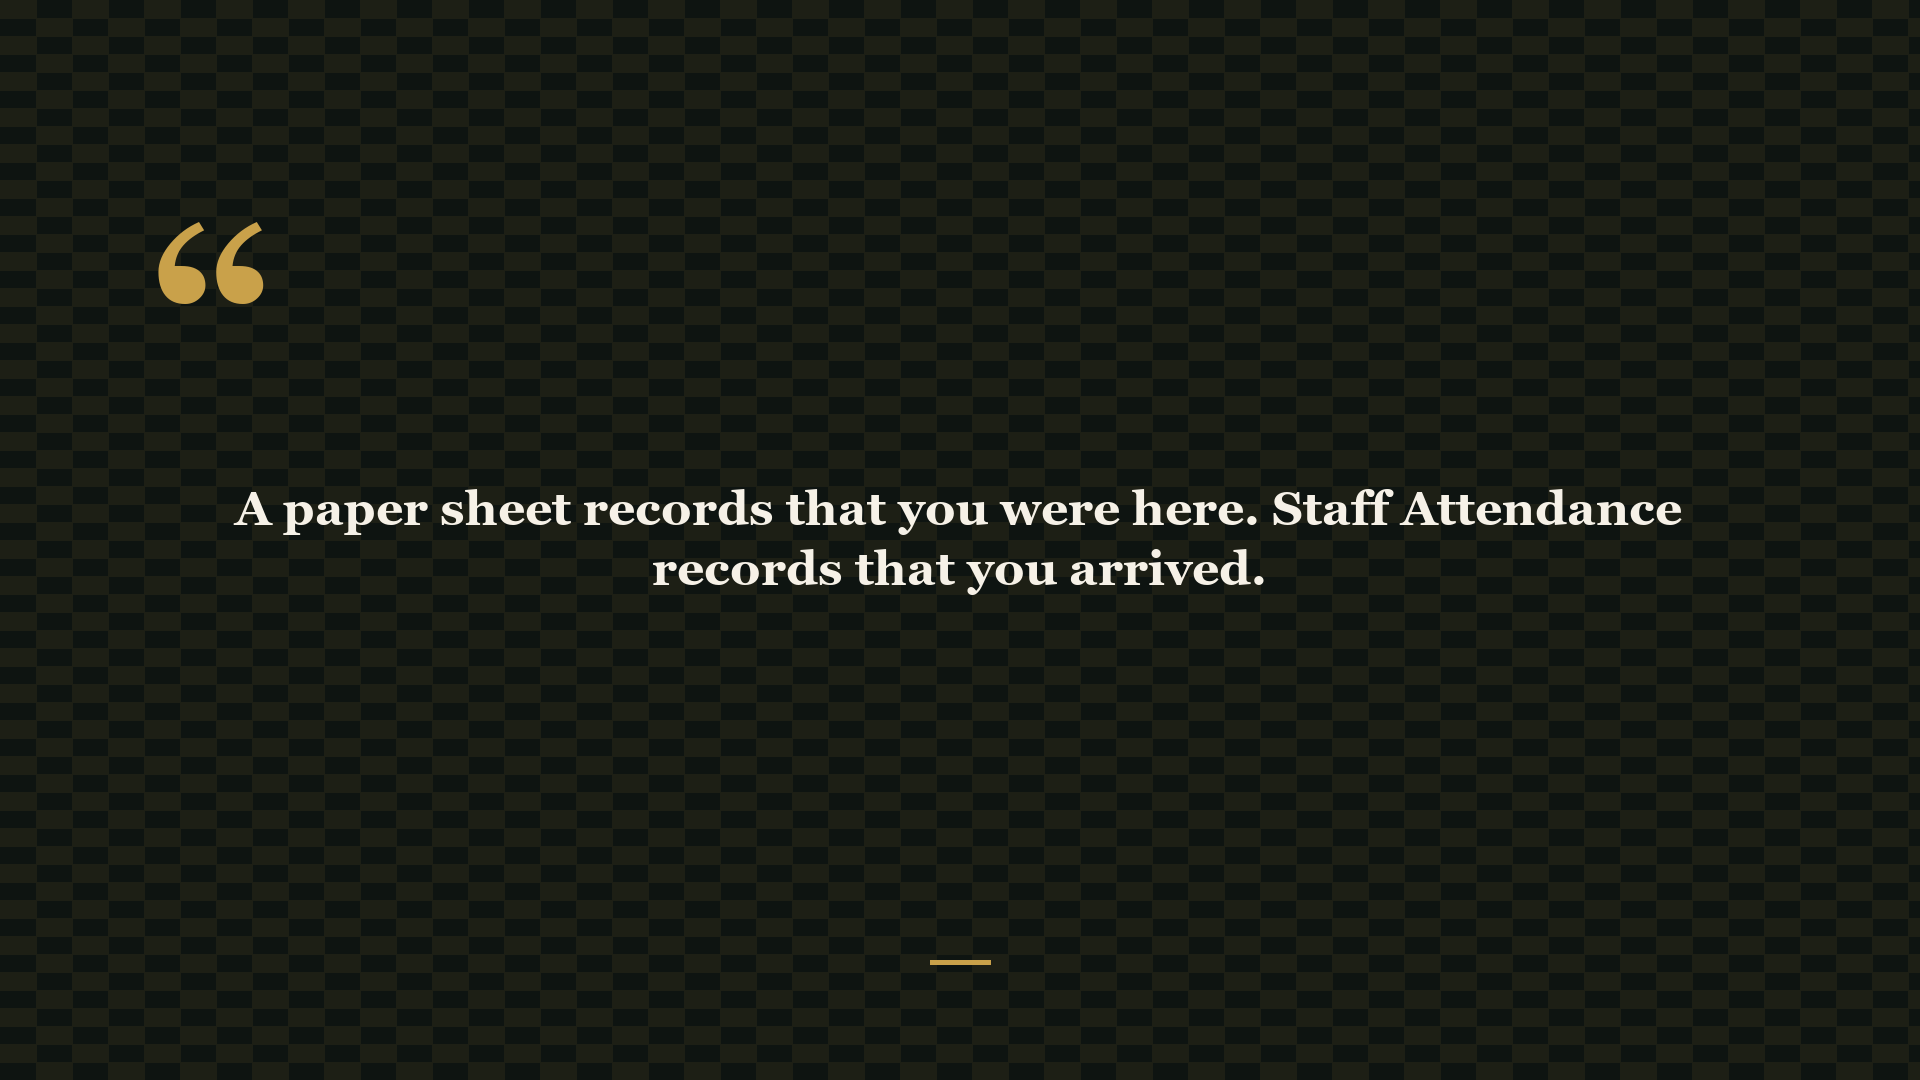 “
A paper sheet records that you were here. Staff Attendance
records that you arrived.